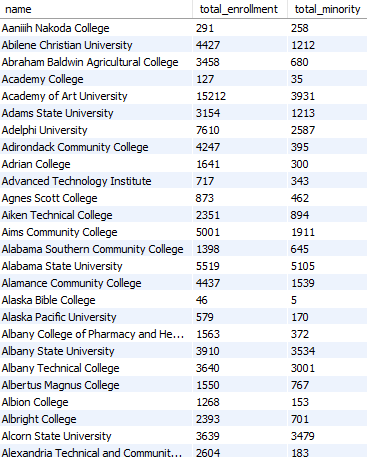 name total_enrollment total_minority
Aaniiih Nakoda College 291 258
Abilene Christian University 4427 1212
Abraham Baldwin Agricultural College 3458 680
Academy College 127 35
Academy of Art University 15212 3931
Adams State University 3154 1213
Adelphi University 7610 2587
Adirondack Community College 4247 395
Adrian College 1641 300
Advanced Technology Institute 717 343
Agnes Scott College 873 462
Aiken Technical College 2351 894
Aims Community College 5001 1911
Alabama Southern Community College 1398 645
Alabama State University 5519 5105
Alamance Community College 4437 1539
Alaska Bible College 46 5
Alaska Pacific University 579 170
Albany College of Pharmacy and He... 1563 372
Albany State University 3910 3534
Albany Technical College 3640 3001
Albertus Magnus College 1550 767
Albion College 1268 153
Albright College 2393 701
Alcorn State University 3639 3479
Alexandria Technical and Communit... 2604 183